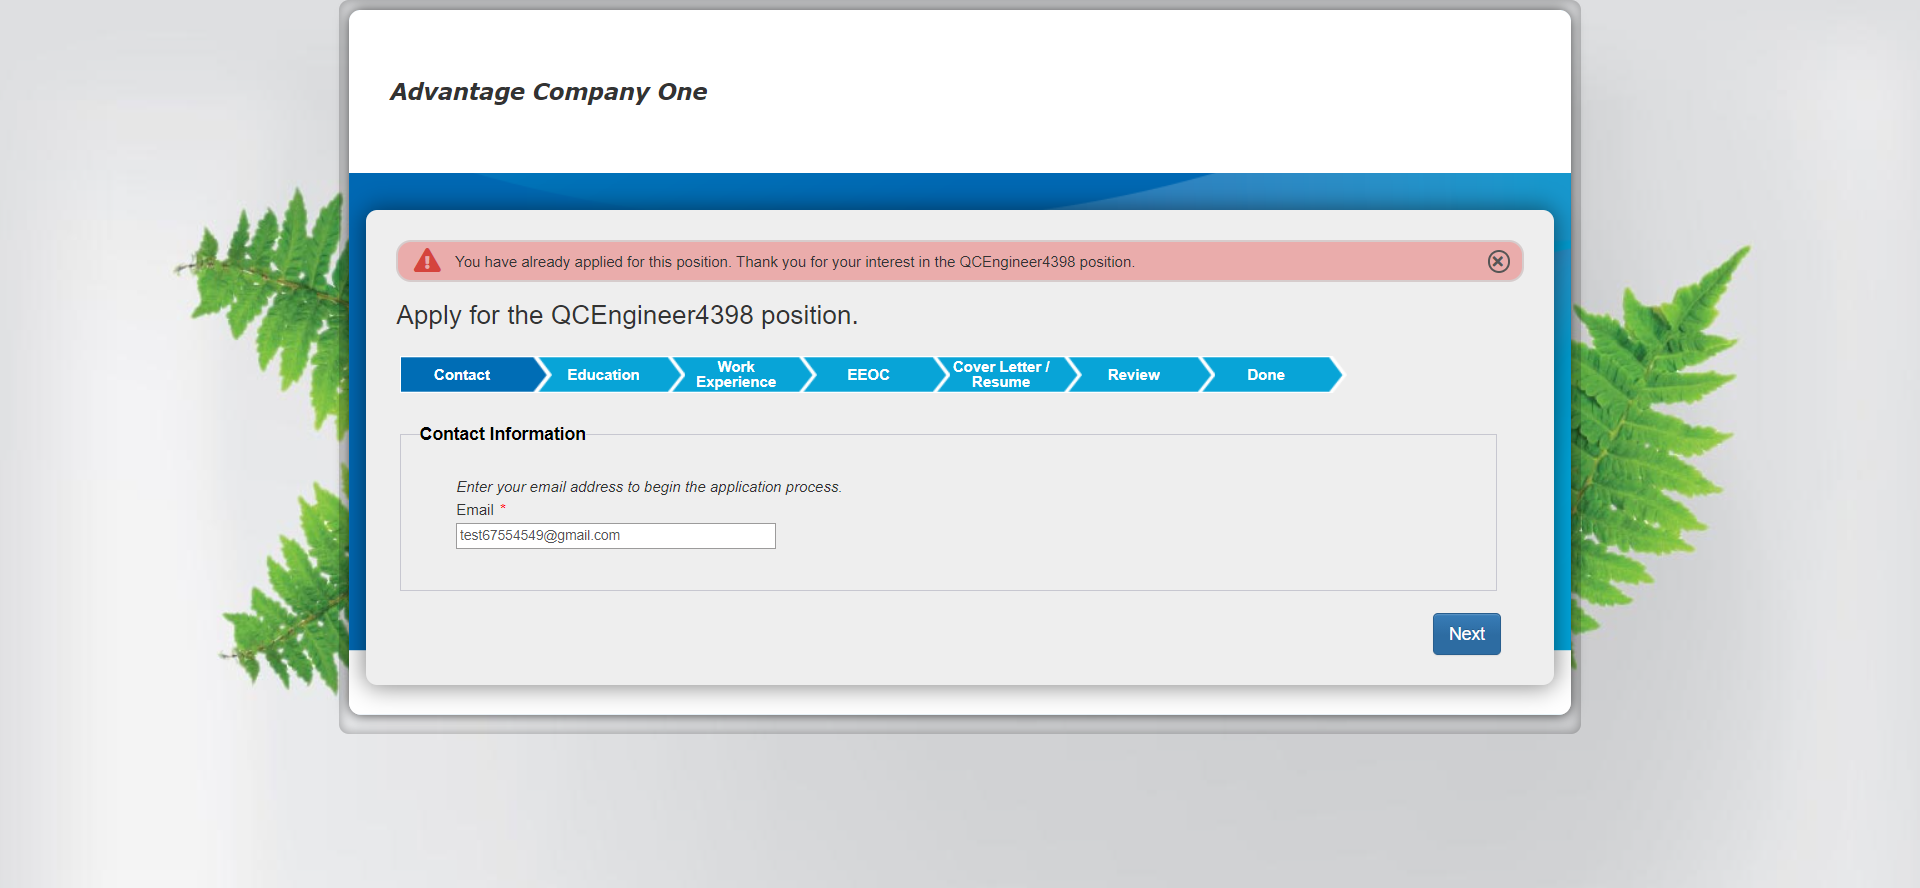 Advantage Company One
You have already applied for this position. Thank you for your interest in the QCEngineer4398 position.
Apply for the QCEngineer4398 position.
Contact
Education
Work
Experience
EEOC
Cover Letter /
Resume
Review
Done
Contact Information
Enter your email address to begin the application process.
Email *
test67554549@gmail.com
Next